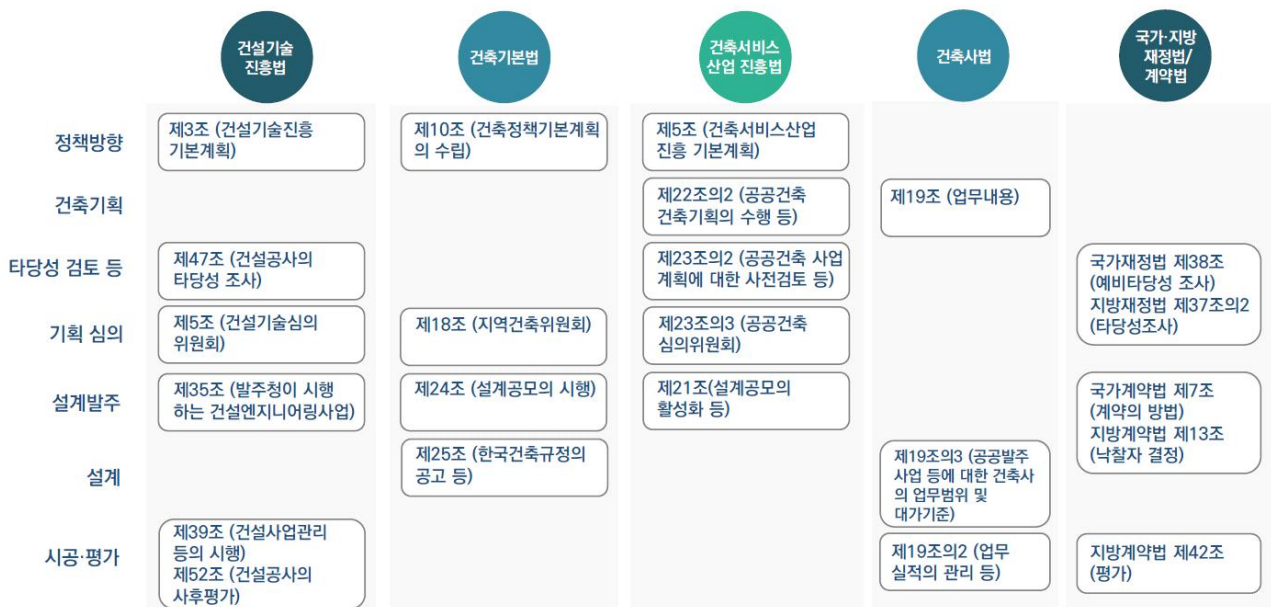 건설기술
진흥법
건축기본법
건축서비스
산업 진흥법
건축사법
국가·지방
재정법/
계약법
정책방향
제3조 (건설기술진흥
기본계획)
제10조 (건축정책기본계획
의 수립)
제5조 (건축서비스산업
진흥 기본계획)
건축기획
제22조의2 (공공건축
건축기획의 수행 등)
제19조 (업무내용)
타당성 검토 등
제47조 (건설공사의
타당성 조사)
제23조의2 (공공건축 사업
계획에 대한 사전검토 등)
국가재정법 제38조
(예비타당성 조사)
지방재정법 제37조의2
(타당성조사)
기획 심의
제5조 (건설기술심의
위원회)
제18조 (지역건축위원회)
제23조의3 (공공건축
심의위원회)
설계발주
제35조 (발주청이 시행
하는 건설엔지니어링사업)
제24조 (설계공모의 시행)
제21조(설계공모의
활성화 등)
국가계약법 제7조
(계약의 방법)
지방계약법 제13조
(낙찰자 결정)
설계
제25조 (한국건축규정의
공고 등)
제19조의3 (공공발주
사업 등에 대한 건축사
의 업무범위 및
대가기준)
시공·평가
제39조 (건설사업관리
등의 시행)
제52조 (건설공사의
사후평가)
제19조의2 (업무
실적의 관리 등)
지방계약법 제42조
(평가)